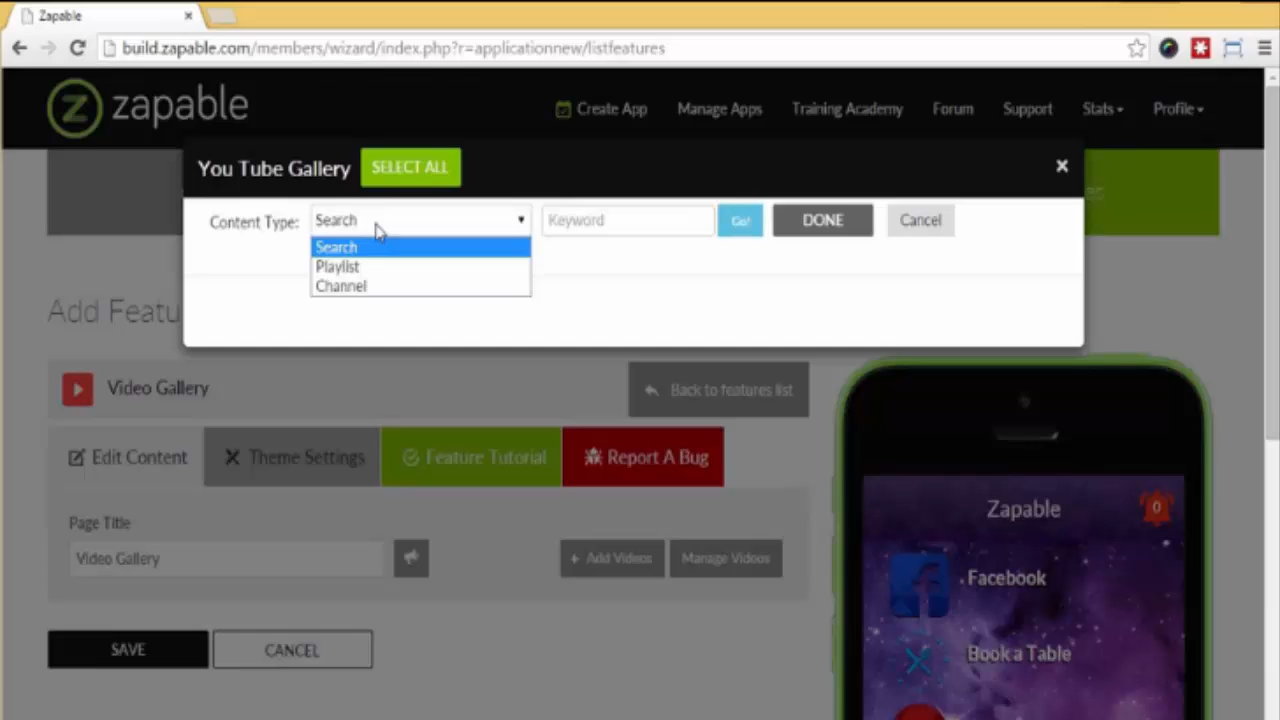 Zapable
build.zapable.com/members/wizard/index.php?r=applicationnew/listfeatures
zapable
Create App
Manage Apps
Training Academy
Forum
Support
Stats
Profile
You Tube Gallery
SELECT ALL
Content Type:
Search
Keyword
Go!
DONE
Cancel
Search
Playlist
Channel
Add Featu
Video Gallery
Back to features list
Edit Content
Theme Settings
Feature Tutorial
Report A Bug
Page Title
Video Gallery
+ Add Videos
Manage Videos
SAVE
CANCEL
Zapable
0
Facebook
Book a Table